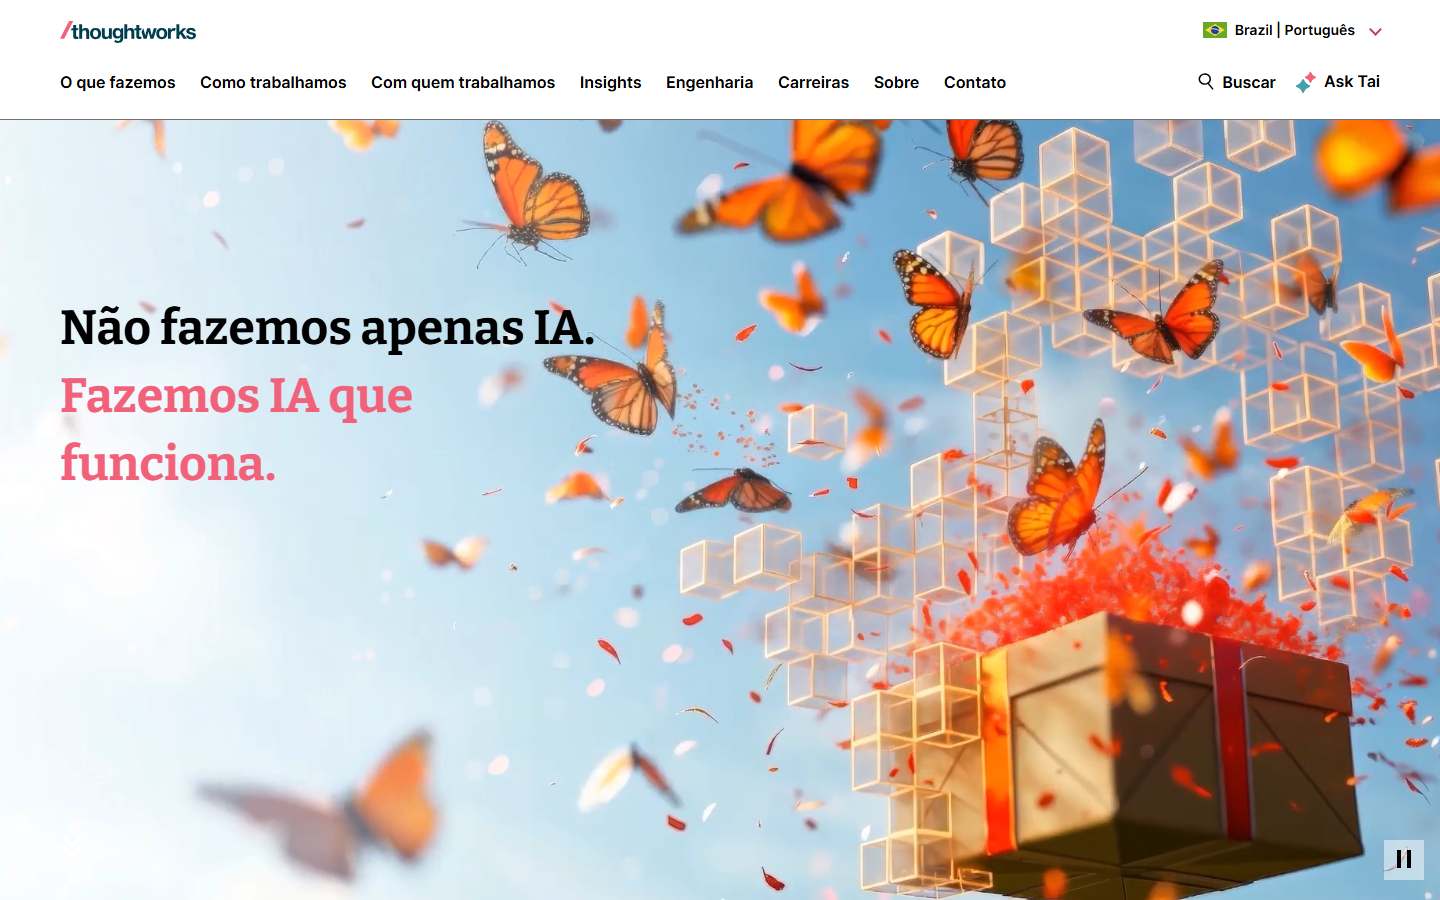 /thoughtworks
Brazil | Português
O que fazemos
Como trabalhamos
Com quem trabalhamos
Insights
Engenharia
Carreiras
Sobre
Contato
Buscar
Ask Tai
Não fazemos apenas IA.
Fazemos IA que
funciona.